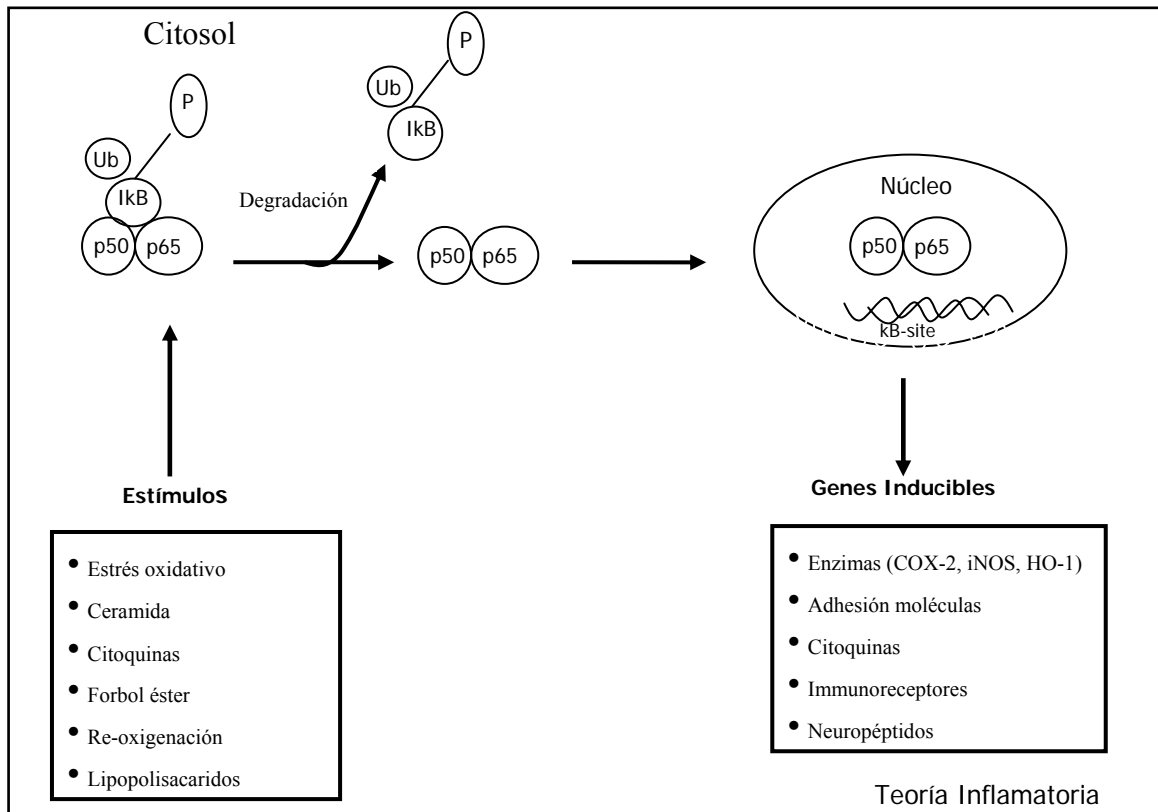 Citosol
P
Ub
IkB
p50
p65
Degradación
P
Ub
IkB
p50
p65
Núcleo
p50
p65
kB-site
Estímulos
• Estrés oxidativo
• Ceramida
• Citoquinas
• Forbol éster
• Re-oxigenación
• Lipopolisacaridos
Genes Inducibles
• Enzimas (COX-2, iNOS, HO-1)
• Adhesión moléculas
• Citoquinas
• Immunoreceptores
• Neuropéptidos
Teoría Inflamatoria